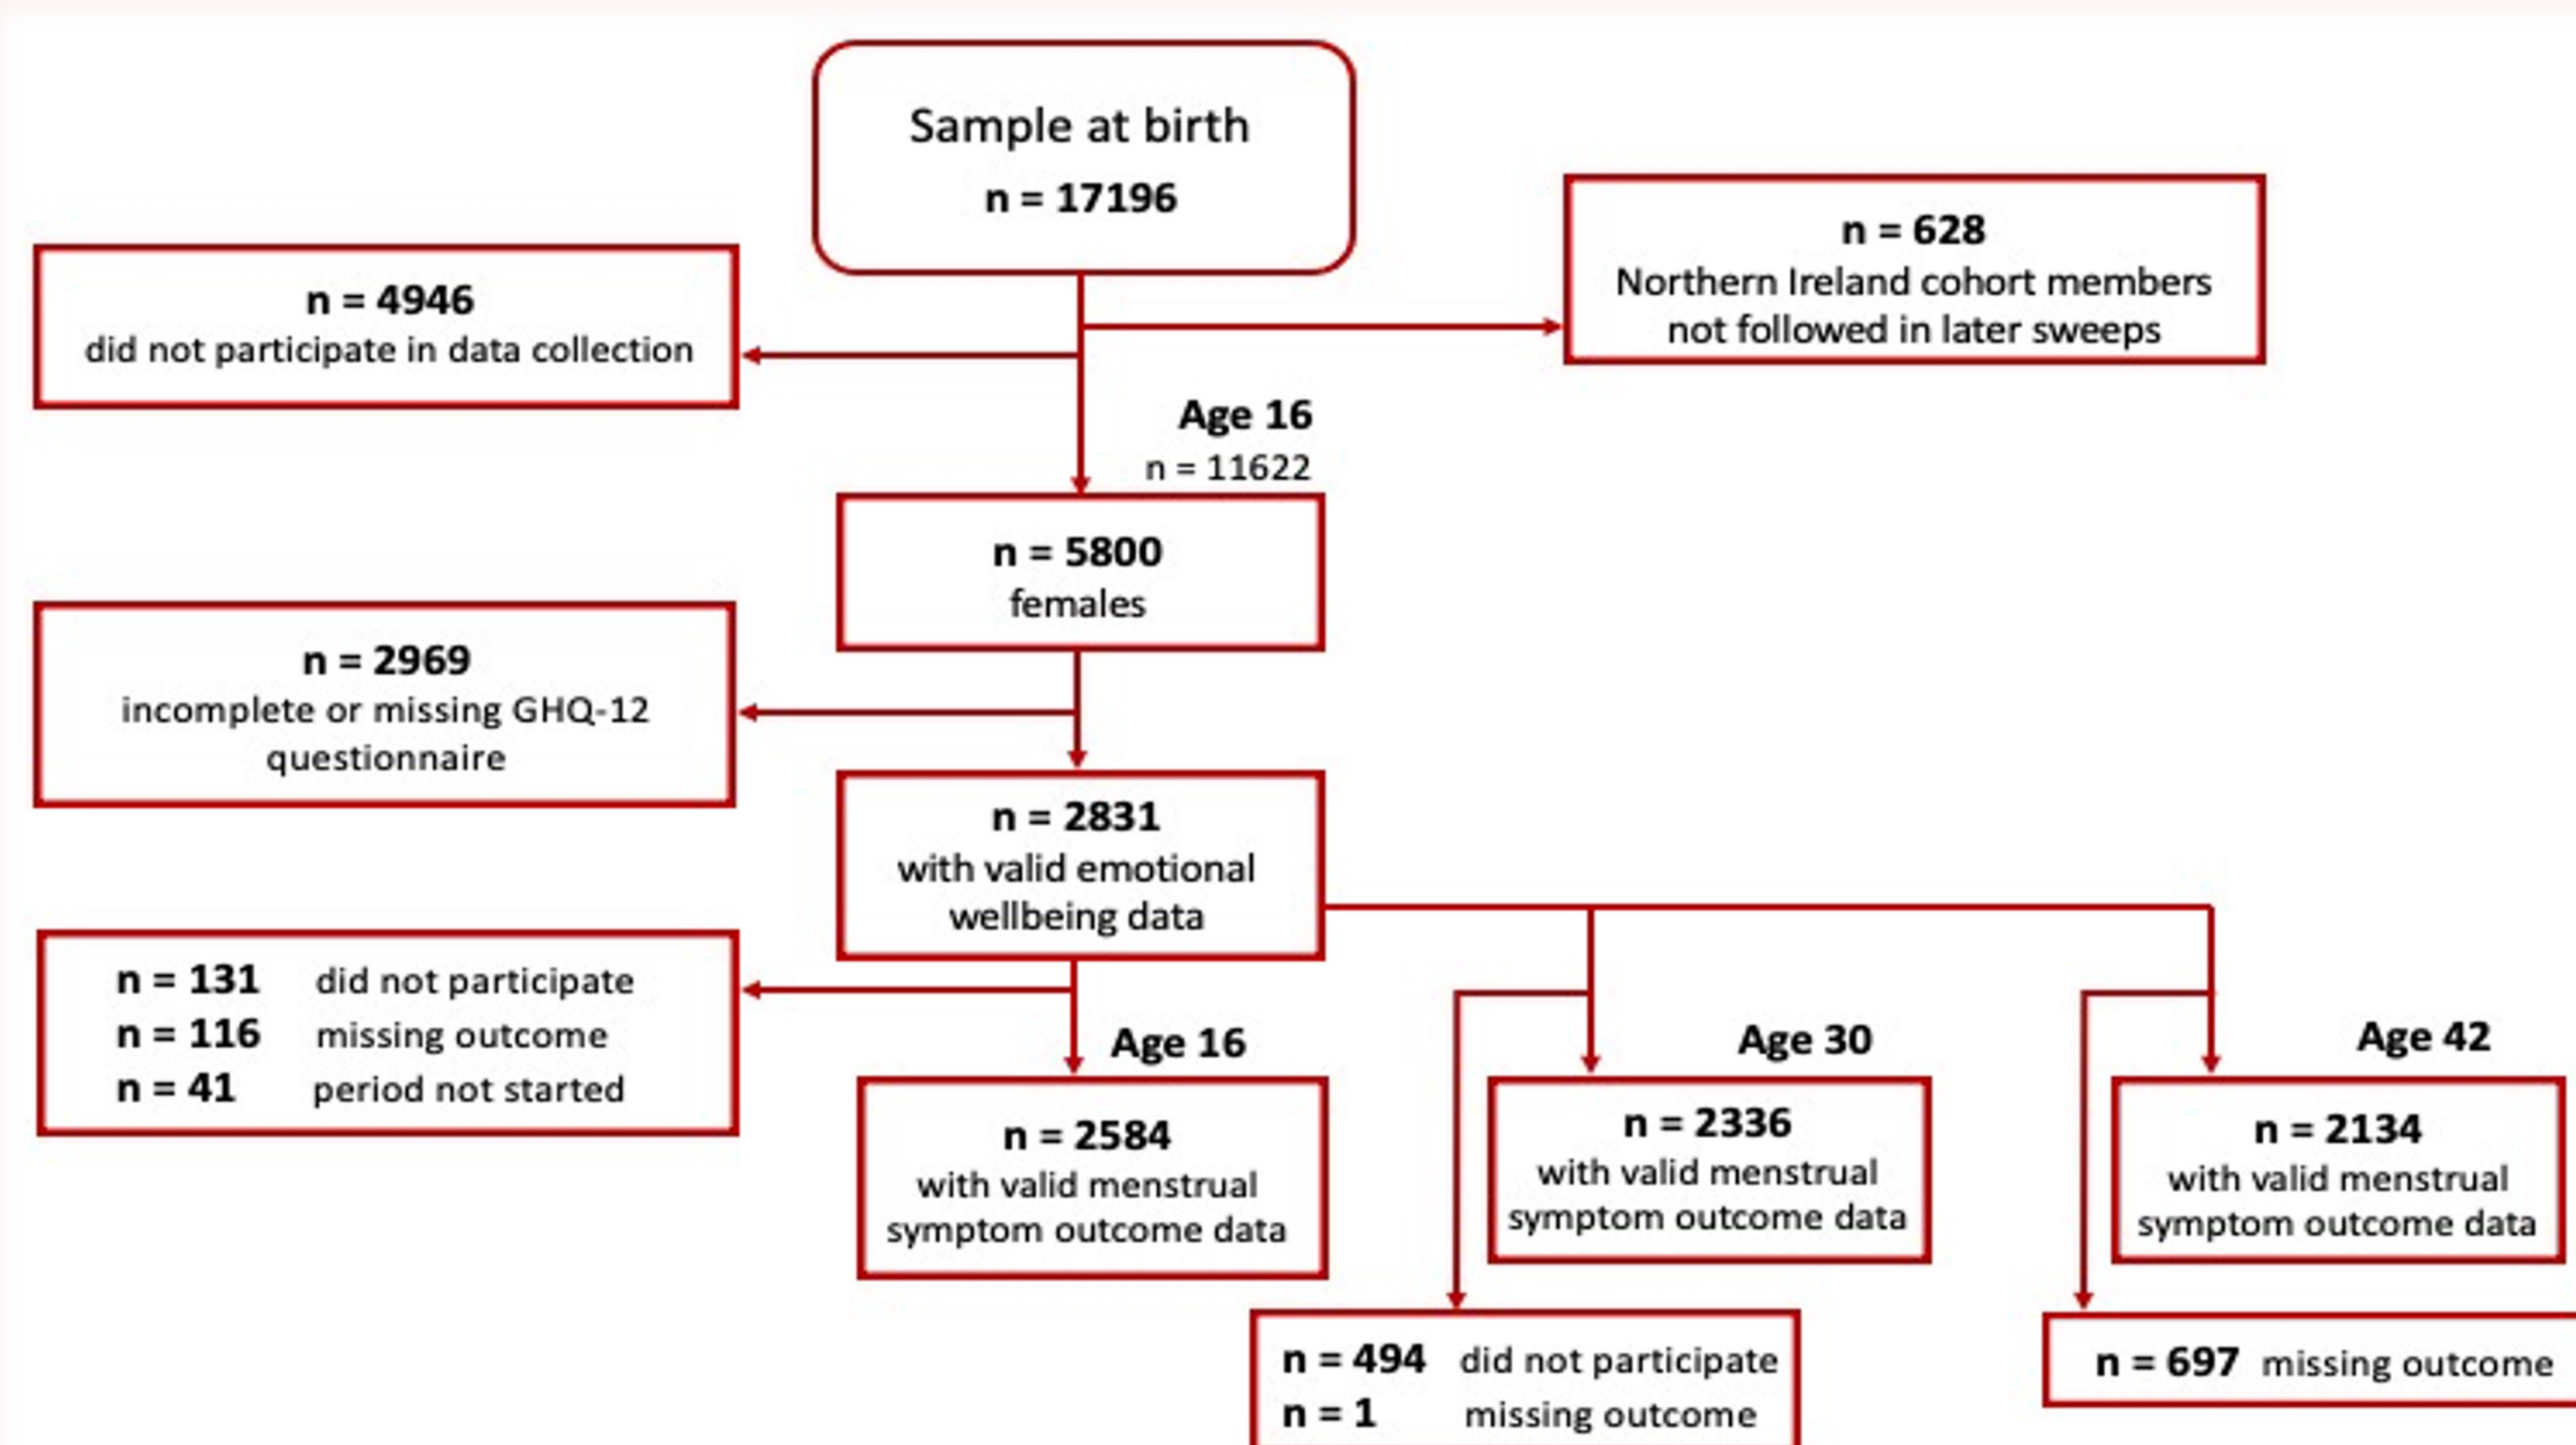 Sample at birth
n = 17196
n = 628
Northern Ireland cohort members
not followed in later sweeps
n = 4946
did not participate in data collection
Age 16
n = 11622
n = 5800
females
n = 2969
incomplete or missing GHQ-12
questionnaire
n = 2831
with valid emotional
wellbeing data
n = 131 did not participate
n = 116 missing outcome
n = 41 period not started
Age 16
n = 2584
with valid menstrual
symptom outcome data
Age 30
n = 2336
with valid menstrual
symptom outcome data
Age 42
n = 2134
with valid menstrual
symptom outcome data
n = 494 did not participate
n = 1 missing outcome
n = 697 missing outcome